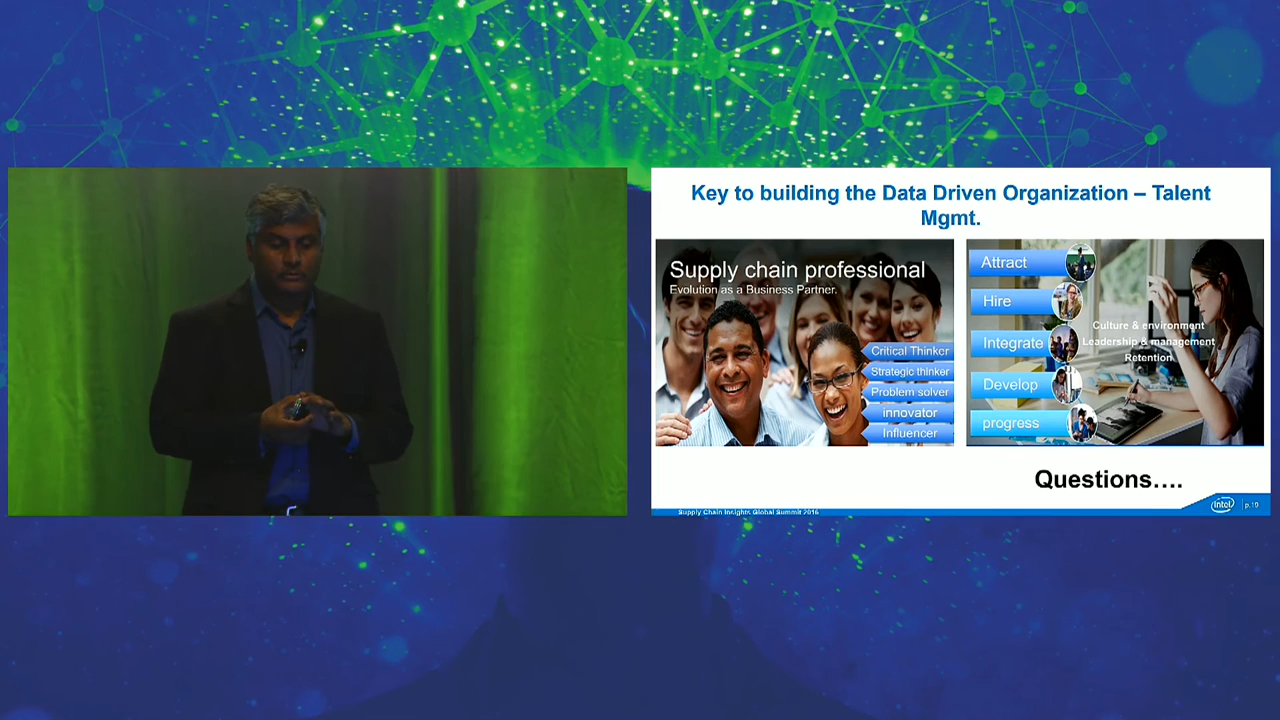 Key to building the Data Driven Organization – Talent
Mgmt.
Supply chain professional
Evolution as a Business Partner.
Critical Thinker
Strategic thinker
Problem solver
innovator
Influencer
Attract
Hire
Integrate
Develop
progress
Culture & environment
Leadership & management
Retention
Questions....
Supply Chain Insights Global Summit 2016
intel
p.19